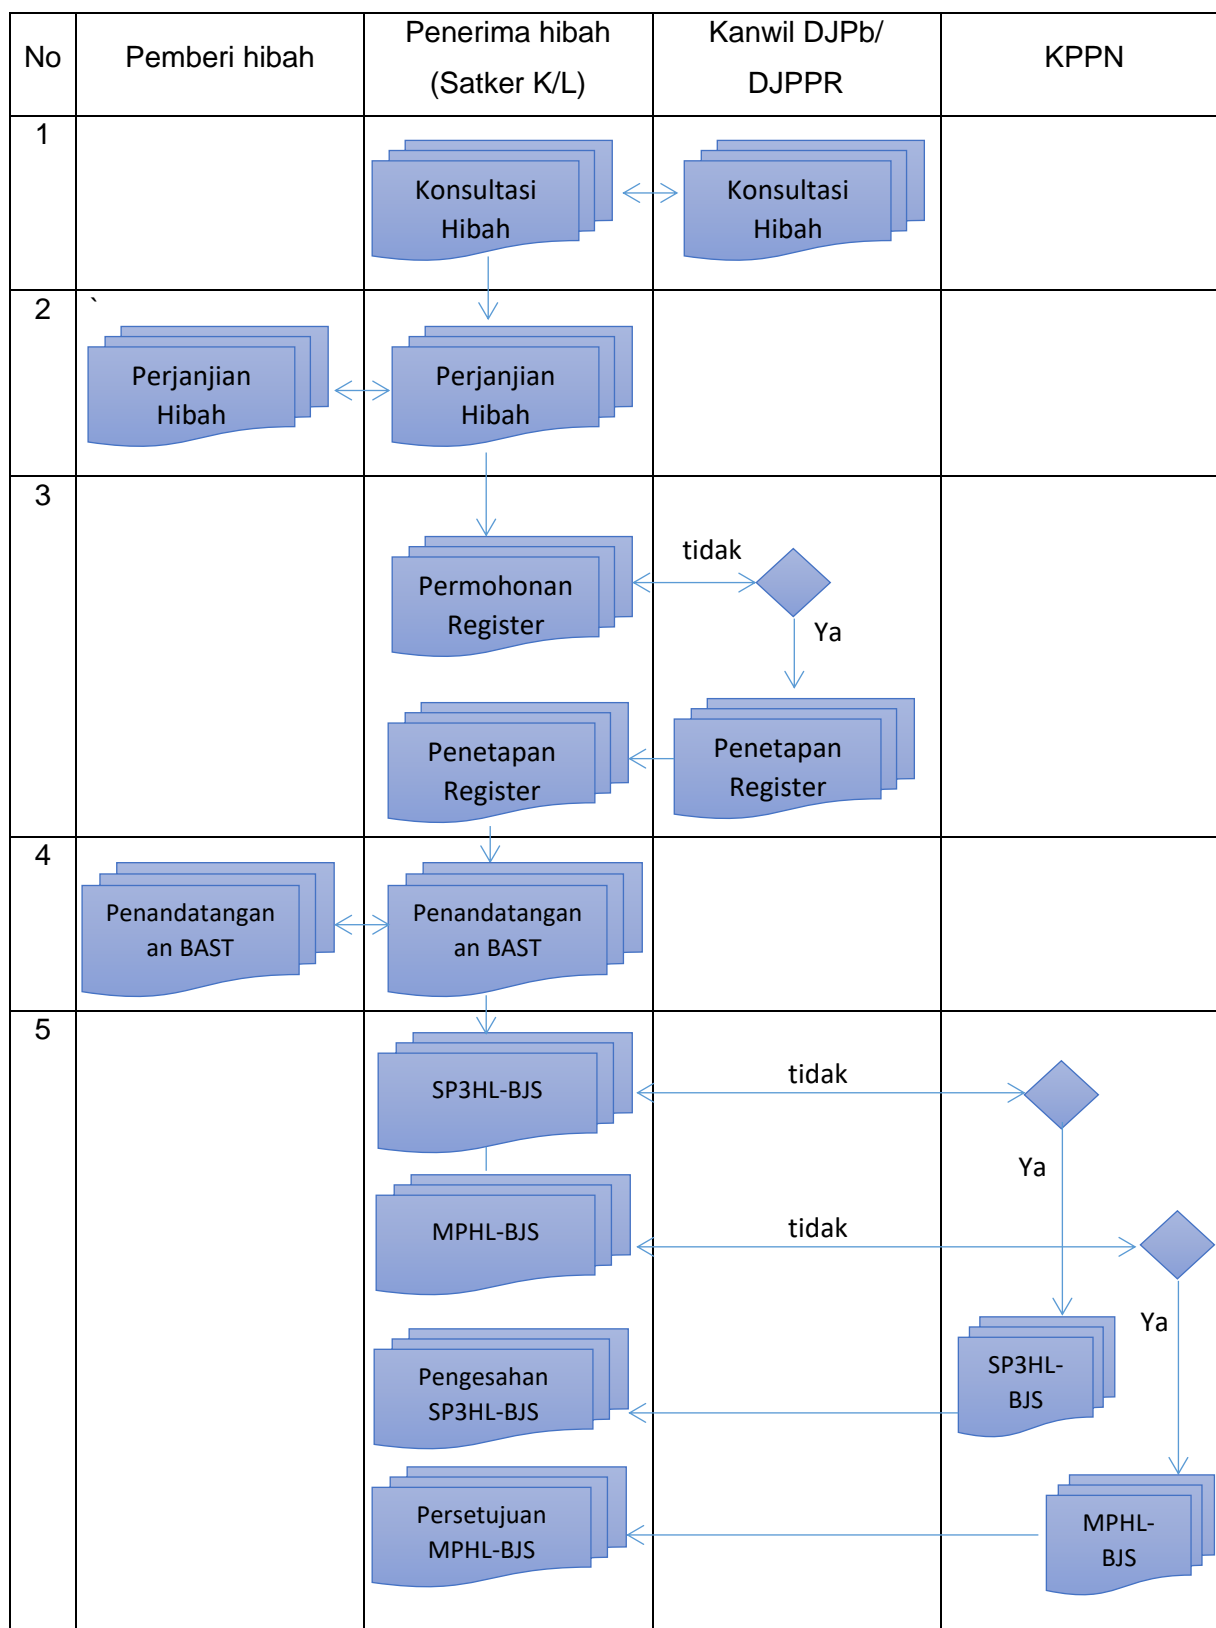 No
Pemberi hibah
Penerima hibah
(Satker K/L)
Kanwil DJPb/
DJPPR
KPPN
1
Konsultasi
Hibah
Konsultasi
Hibah
2
`
Perjanjian
Hibah
Perjanjian
Hibah
3
Permohonan
Register
tidak
Ya
Penetapan
Register
Penetapan
Register
4
Penandatangan
an BAST
Penandatangan
an BAST
5
SP3HL-BJS
tidak
Ya
MPHL-BJS
tidak
Ya
Pengesahan
SP3HL-BJS
SP3HL-
BJS
Persetujuan
MPHL-BJS
MPHL-
BJS